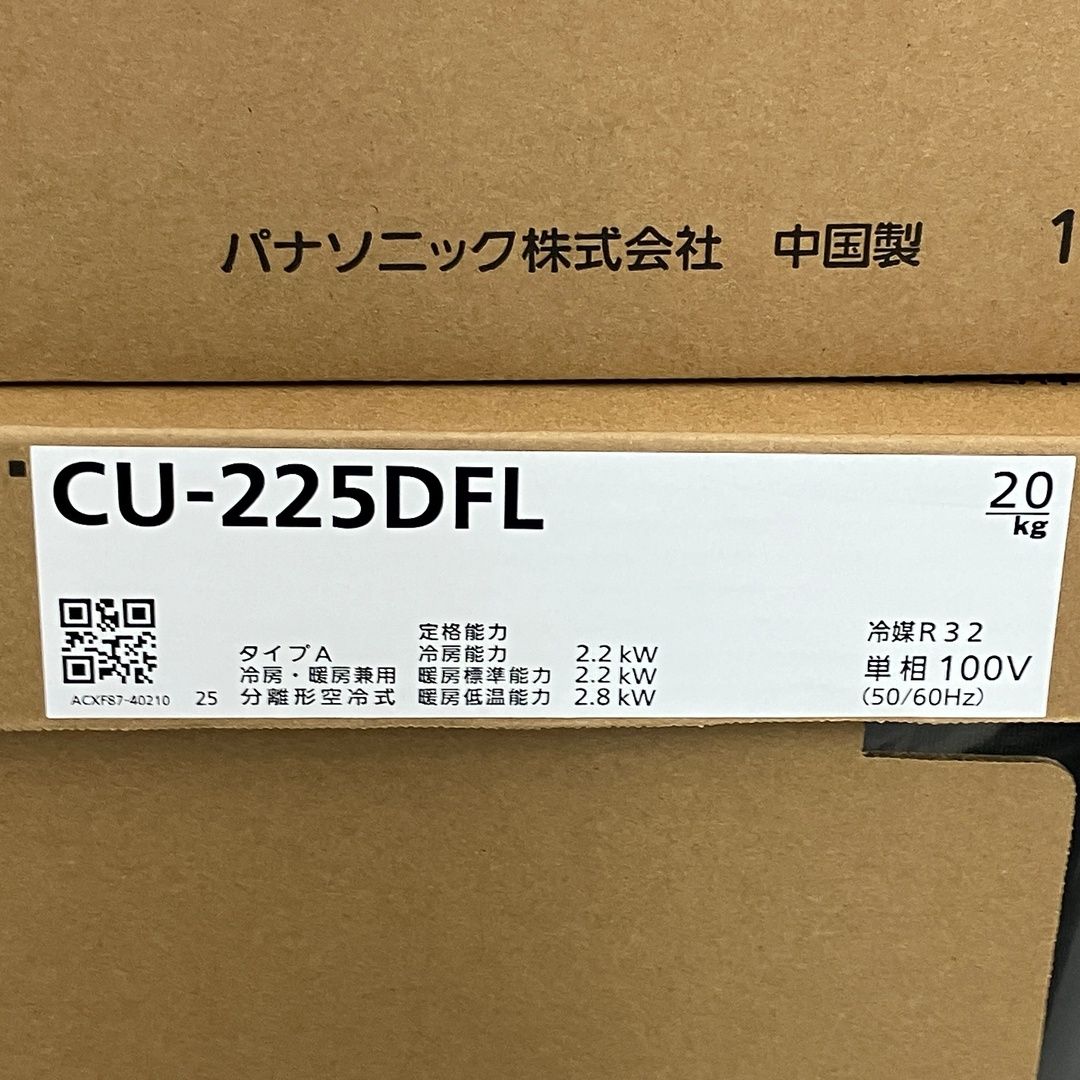 パナソニック株式会社 中国製 1
CU-225DFL
20
kg
定格能力
タイプA 冷房能力 2.2kW
冷房・暖房兼用 暖房標準能力 2.2kW
分離形空冷式 暖房低温能力 2.8kW
冷媒R32
単相100V
(50/60Hz)
ACXF87-40210 25